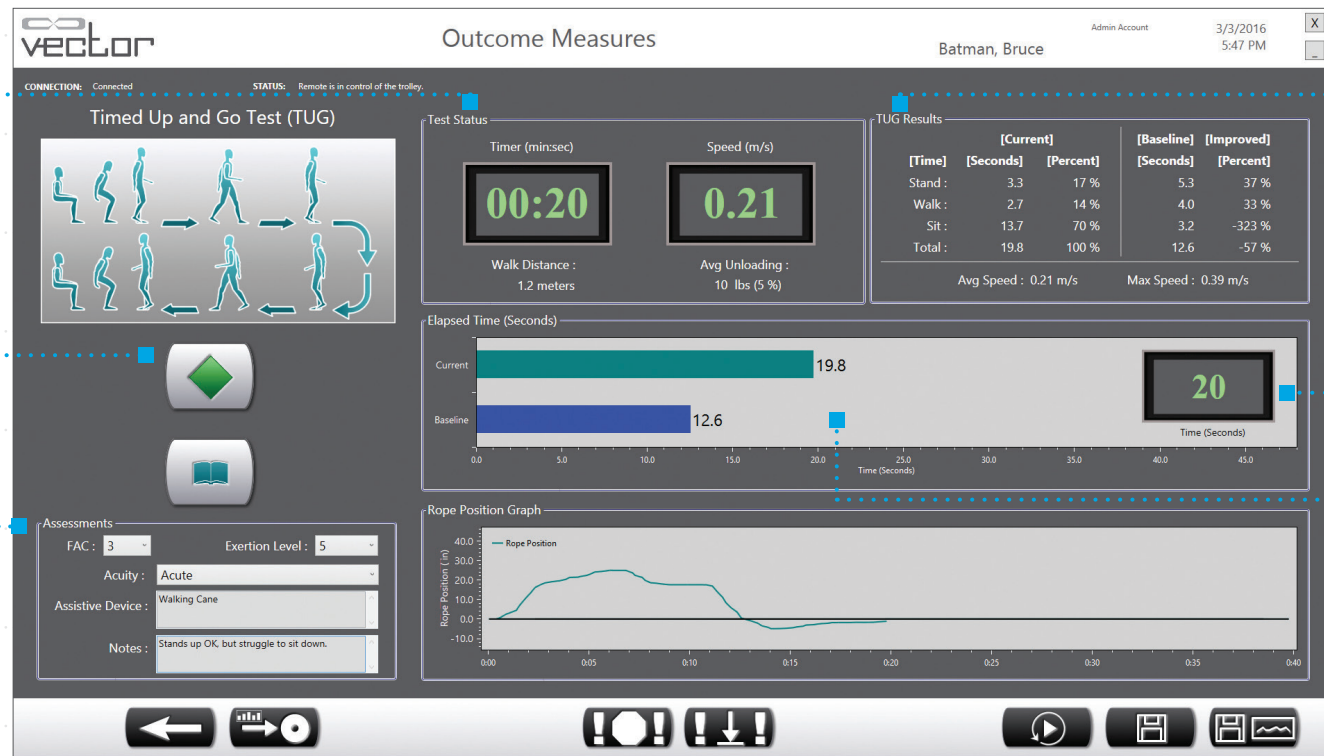 vector
Outcome Measures
Admin Account
Batman, Bruce
3/3/2016
5:47 PM
X
_
CONNECTION: Connected
STATUS: Remote is in control of the trolley.
Timed Up and Go Test (TUG)
Test Status
Timer (min:sec)
Speed (m/s)
00:20
0.21
Walk Distance :
1.2 meters
Avg Unloading :
10 lbs (5 %)
TUG Results
[Current] [Baseline] [Improved]
[Time] [Seconds] [Percent] [Seconds] [Percent]
Stand : 3.3 17 % 5.3 37 %
Walk : 2.7 14 % 4.0 33 %
Sit : 13.7 70 % 3.2 -323 %
Total : 19.8 100 % 12.6 -57 %
Avg Speed : 0.21 m/s Max Speed : 0.39 m/s
Elapsed Time (Seconds)
Current
19.8
Baseline
12.6
20
Time (Seconds)
0.0 5.0 10.0 15.0 20.0 25.0 30.0 35.0 40.0 45.0
Time (Seconds)
Assessments
FAC : 3
Exertion Level : 5
Acuity : Acute
Assistive Device : Walking Cane
Notes : Stands up OK, but struggle to sit down.
Rope Position Graph
Rope Position
Rope Position (in)
40.0
30.0
20.0
10.0
0.0
-10.0
0:00 0:05 0:10 0:15 0:20 0:25 0:30 0:35 0:40
! !
! !